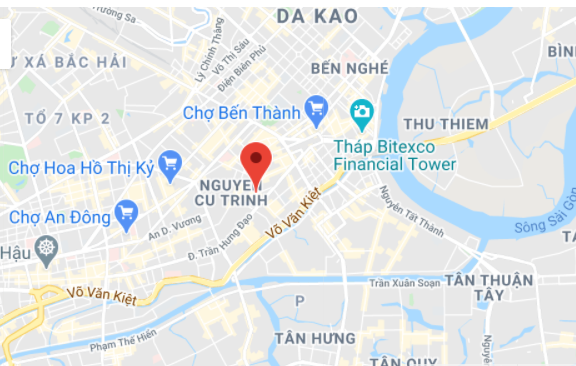 Trường Sa
DA KAO
Lý Chính Thắng
Võ Thị Sáu
Điện Biên Phủ
XÁ BẮC HẢI
BẾN NGHÉ
TỔ 7 KP 2
Chợ Bến Thành
THU THIEM
Tháp Bitexco
Financial Tower
Chợ Hoa Hồ Thị Kỷ
NGUYEN
CU TRINH
Võ Văn Kiệt
Nguyễn Tất Thành
Chợ An Đông
An D. Vương
Đ. Trần Hưng Đạo
Sông Sài Gòn
Hậu
Trần Xuân Soạn
TÂN THUẬN
TÂY
Võ Văn Kiệt
P
Phạm Thế Hiển
TÂN HƯNG
TÂN QUY